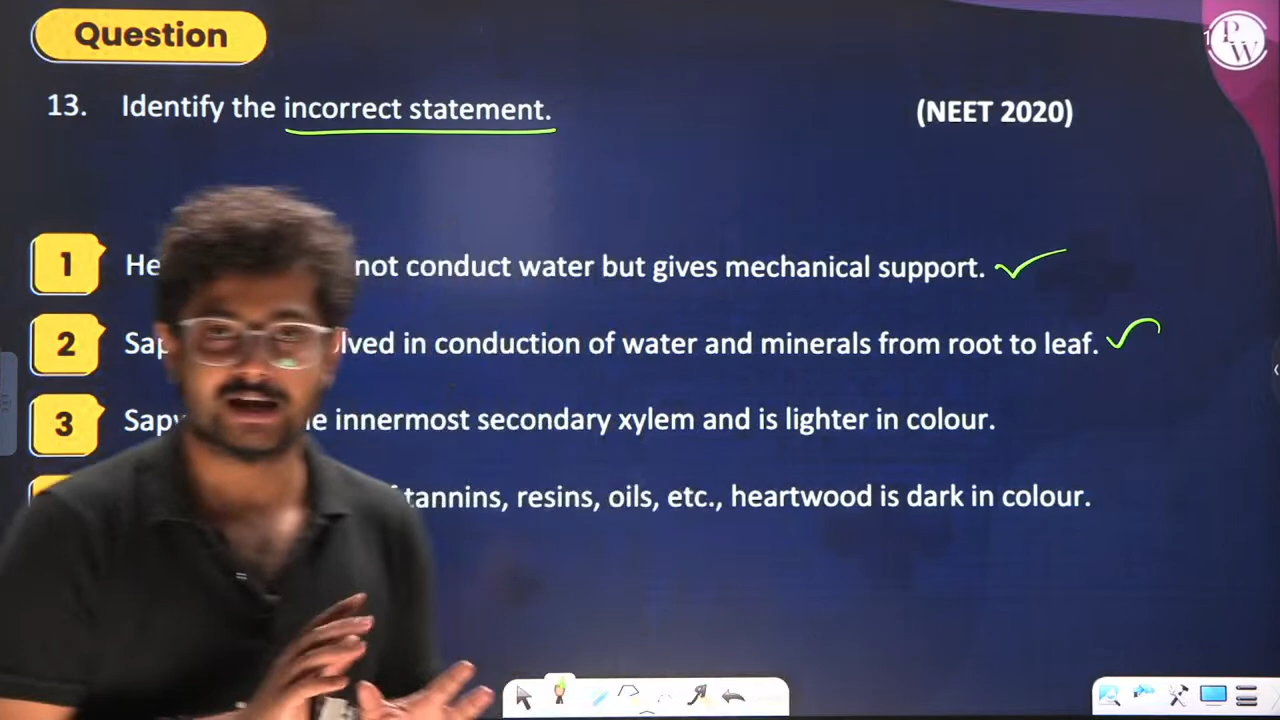 Question
PW
13. Identify the incorrect statement. (NEET 2020)
1 He not conduct water but gives mechanical support.
2 Sap lved in conduction of water and minerals from root to leaf.
3 Sapw e innermost secondary xylem and is lighter in colour.
tannins, resins, oils, etc., heartwood is dark in colour.